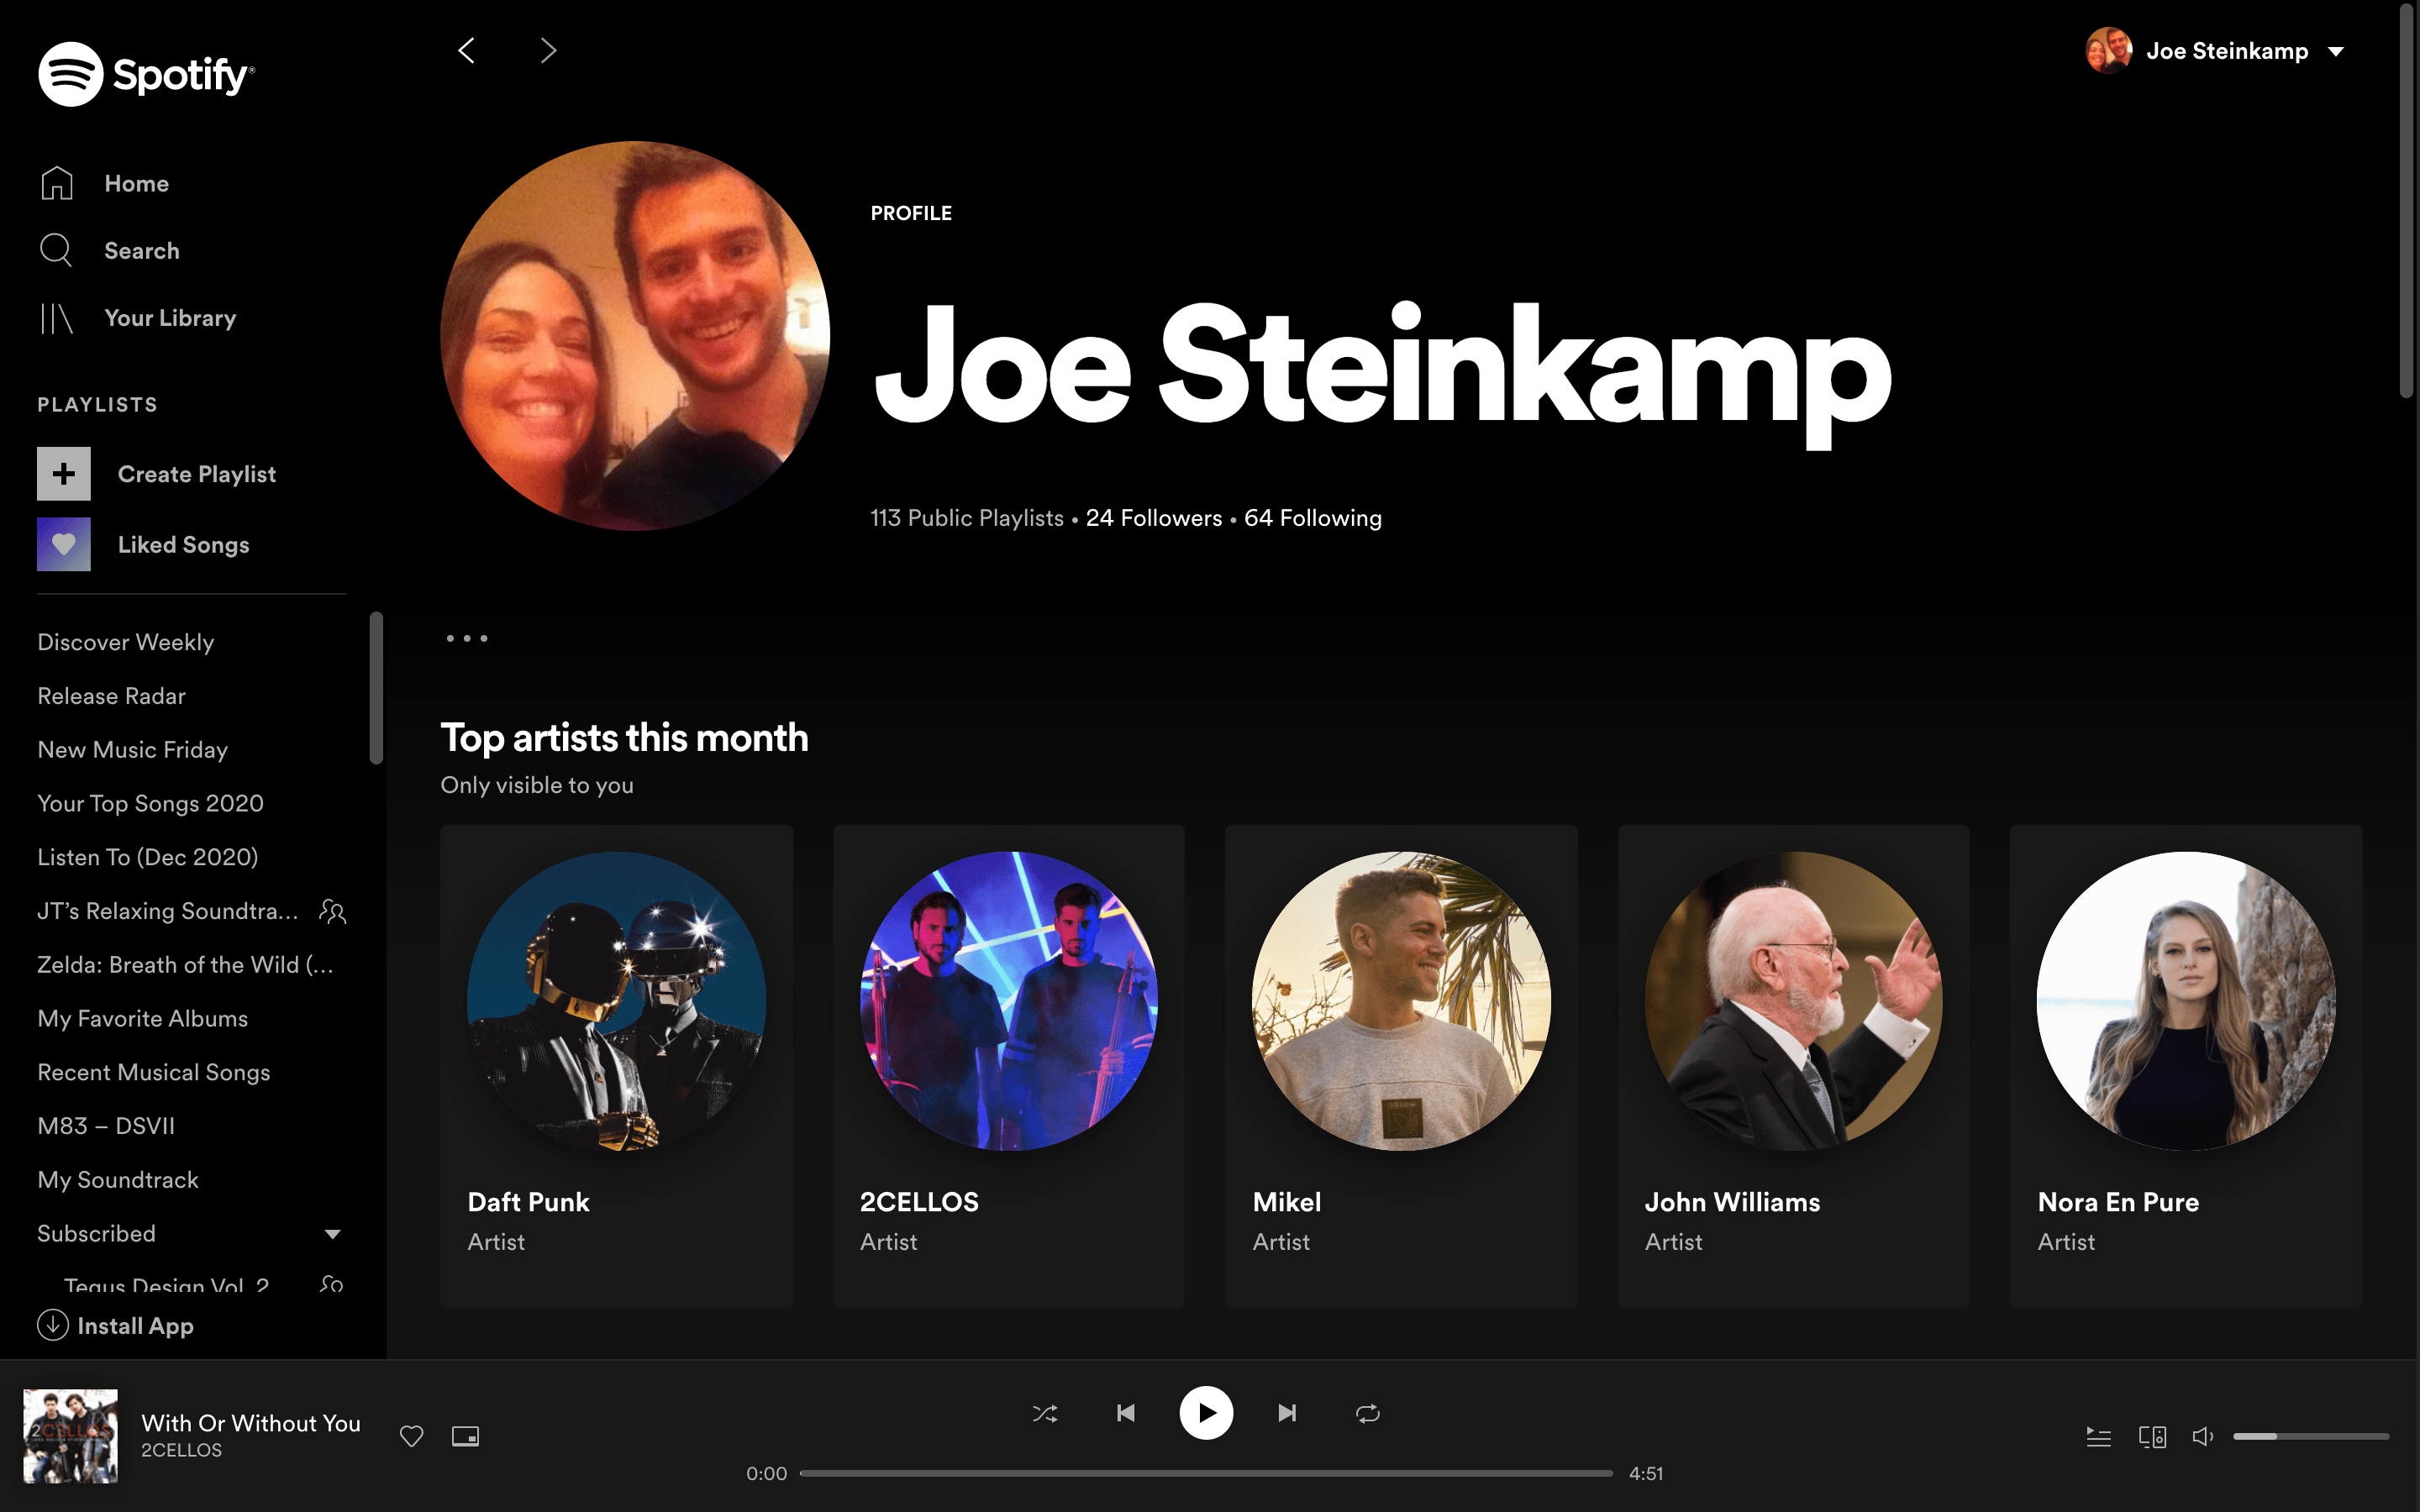 Spotify®
Home
Search
Your Library
PLAYLISTS
Create Playlist
Liked Songs
Discover Weekly
Release Radar
New Music Friday
Your Top Songs 2020
Listen To (Dec 2020)
JT’s Relaxing Soundtra...
Zelda: Breath of the Wild (...
My Favorite Albums
Recent Musical Songs
M83 – DSVII
My Soundtrack
Subscribed
Tegus Design Vol. 2
Install App
Joe Steinkamp
PROFILE
Joe Steinkamp
113 Public Playlists • 24 Followers • 64 Following
Top artists this month
Only visible to you
Daft Punk
Artist
2CELLOS
Artist
Mikel
Artist
John Williams
Artist
Nora En Pure
Artist
2CELLOS
With Or Without You
2CELLOS
0:00
4:51